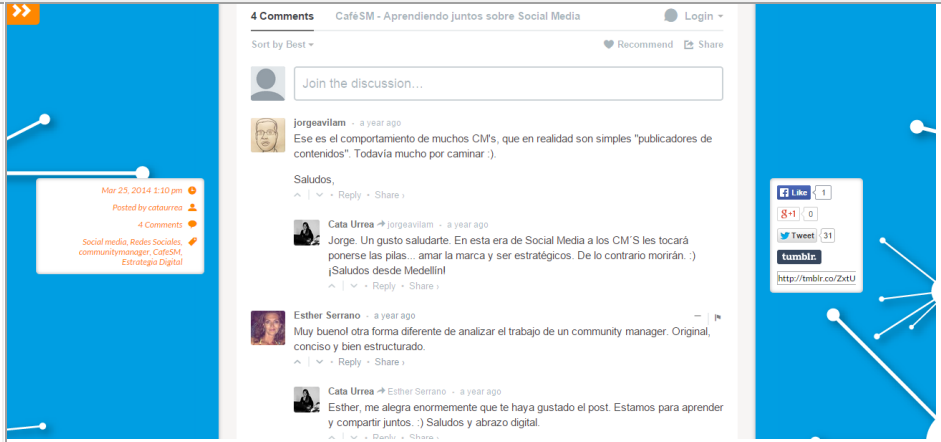 4 Comments CaféSM - Aprendiendo juntos sobre Social Media Login
Sort by Best Recommend Share
Join the discussion…
jorgeavilam - a year ago
Ese es el comportamiento de muchos CM's, que en realidad son simples "publicadores de
contenidos". Todavía mucho por caminar :).
Saludos,
Reply Share ›
Cata Urrea jorgeavilam - a year ago
Jorge. Un gusto saludarte. En esta era de Social Media a los CM´S les tocará
ponerse las pilas... amar la marca y ser estratégicos. De lo contrario morirán. :)
¡Saludos desde Medellín!
Reply Share ›
Esther Serrano - a year ago
Muy bueno! otra forma diferente de analizar el trabajo de un community manager. Original,
conciso y bien estructurado.
Reply Share ›
Cata Urrea Esther Serrano - a year ago
Esther, me alegra enormemente que te haya gustado el post. Estamos para aprender
y compartir juntos. :) Saludos y abrazo digital.
Reply Share ›
Mar 25, 2014 1:10 pm
Posted by cataurrea
4 Comments
Social media, Redes Sociales,
communitymanager, CafeSM,
Estrategia Digital
Like 1
g+1 0
Tweet 31
tumblr.
http://tmblr.co/ZxtU